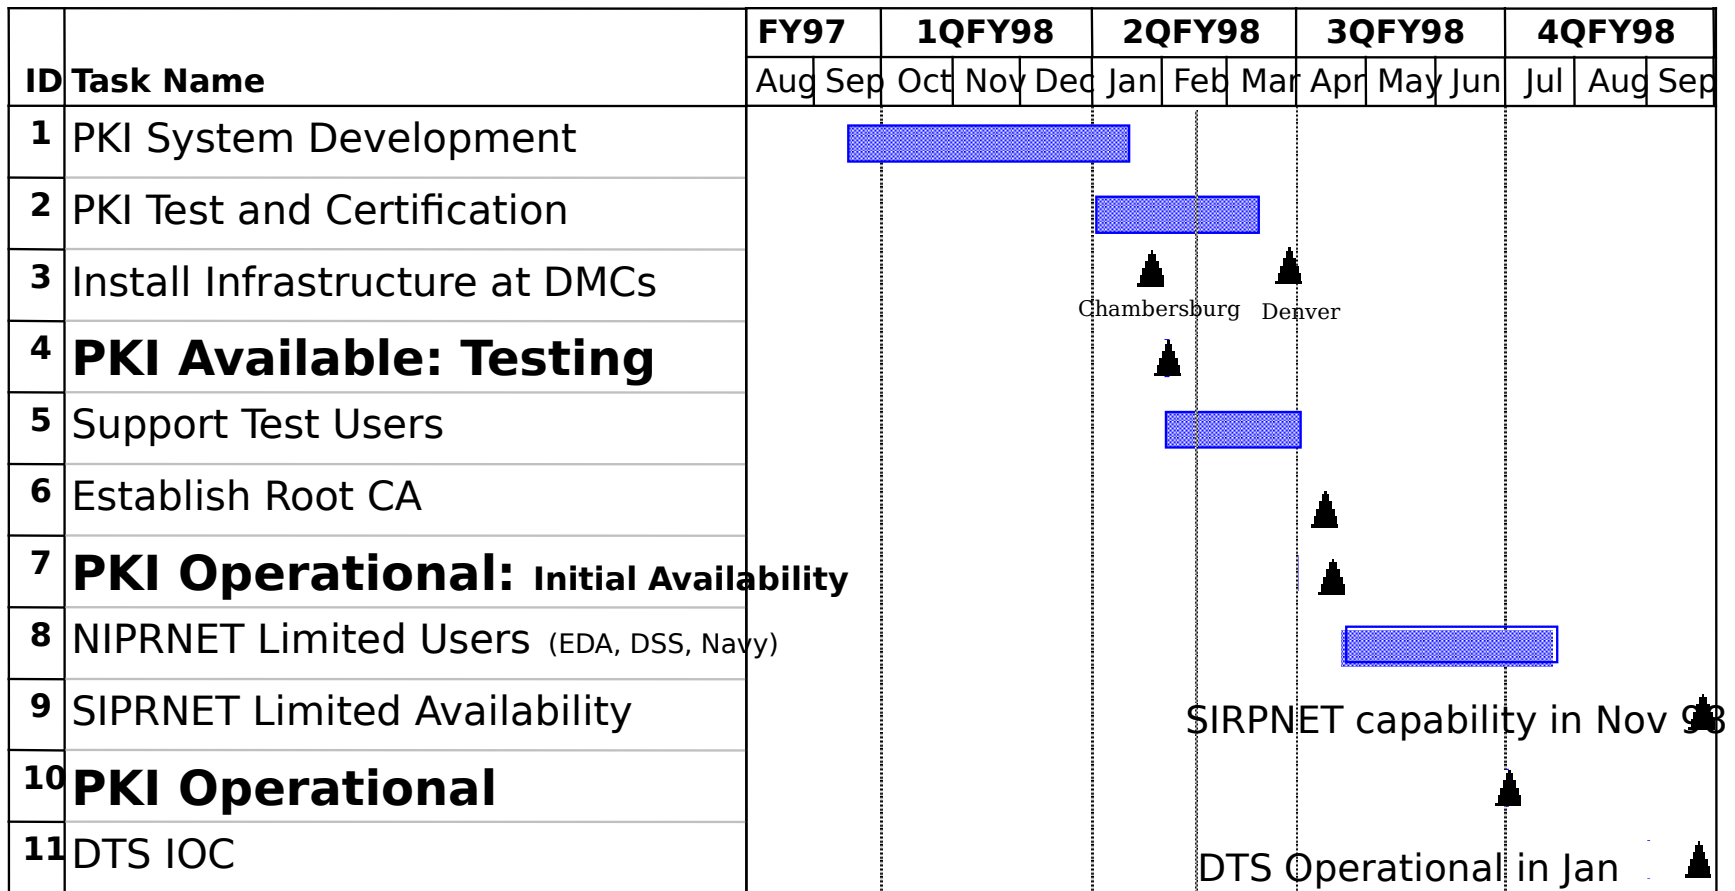 FY97 1QFY98 2QFY98 3QFY98 4QFY98
ID Task Name Aug Sep Oct Nov Dec Jan Feb Mar Apr May Jun Jul Aug Sep
1 PKI System Development
2 PKI Test and Certification
3 Install Infrastructure at DMCs
Chambersburg Denver
4 PKI Available: Testing
5 Support Test Users
6 Establish Root CA
7 PKI Operational: Initial Availability
8 NIPRNET Limited Users (EDA, DSS, Navy)
9 SIPRNET Limited Availability SIRPNET capability in Nov 98
10 PKI Operational
11 DTS IOC DTS Operational in Jan